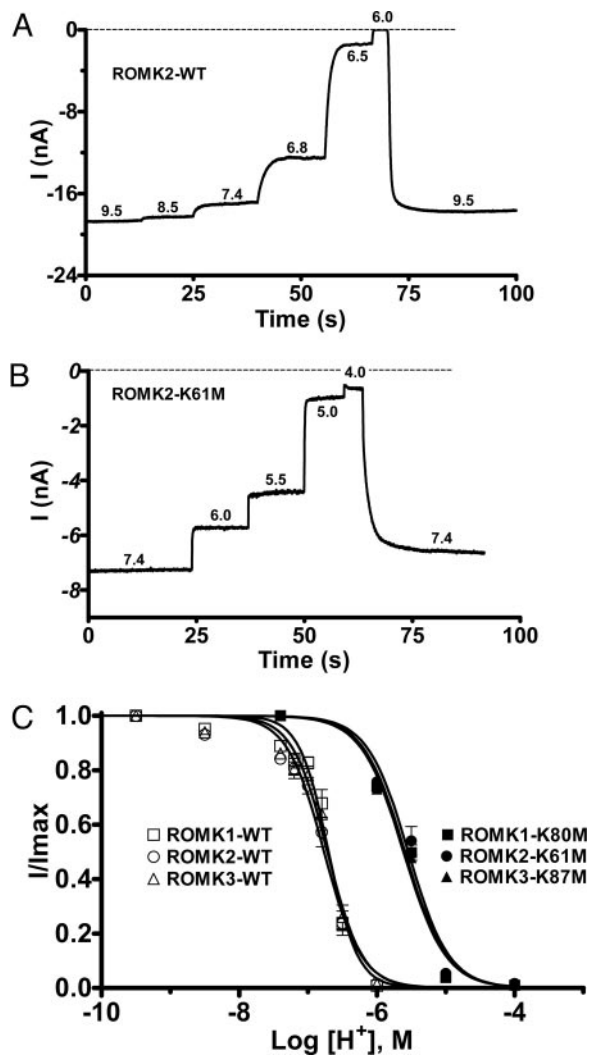 A
0
6.0
6.5
ROMK2-WT
-8
I (nA)
6.8
-16
9.5
8.5
7.4
9.5
-24
0
25
50
75
100
Time (s)
B
0
4.0
ROMK2-K61M
5.0
-2
I (nA)
5.5
-4
6.0
-6
7.4
7.4
-8
0
25
50
75
100
Time (s)
C
1.0
0.8
I/Imax
0.6
ROMK1-WT
ROMK1-K80M
ROMK2-WT
ROMK2-K61M
0.4
ROMK3-WT
ROMK3-K87M
0.2
0.0
-10
-8
-6
-4
Log [H+], M